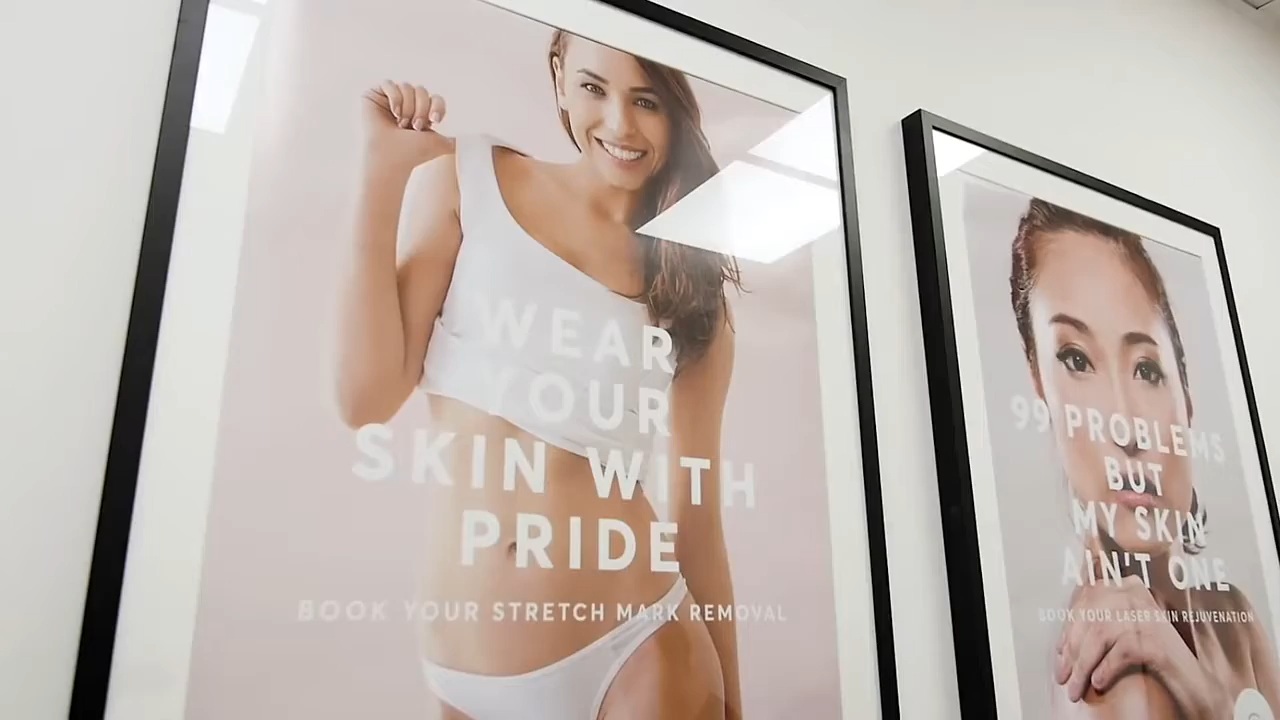 WEAR
YOUR
SKIN WITH
PRIDE
BOOK YOUR STRETCH MARK REMOVAL
99 PROBLEMS
BUT
MY SKIN
AIN'T ONE
BOOK YOUR LASER SKIN REJUVENATION